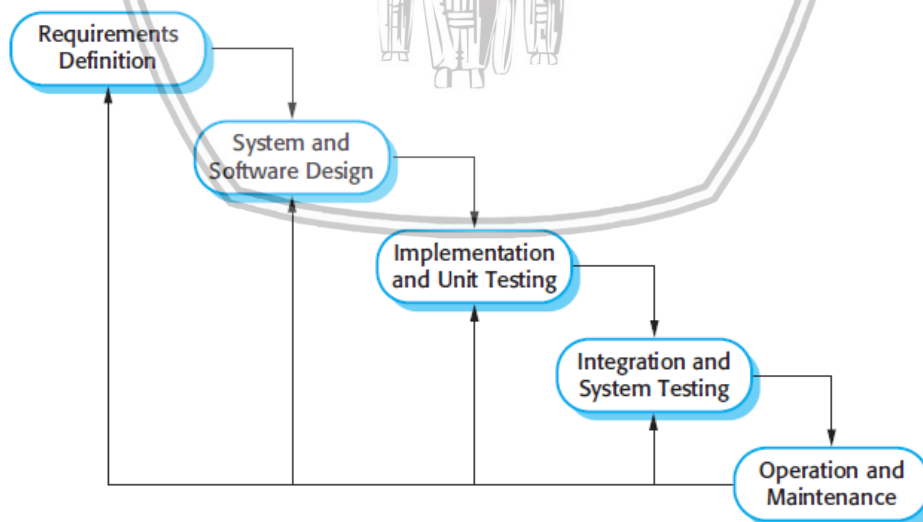 Requirements
Definition
System and
Software Design
Implementation
and Unit Testing
Integration and
System Testing
Operation and
Maintenance